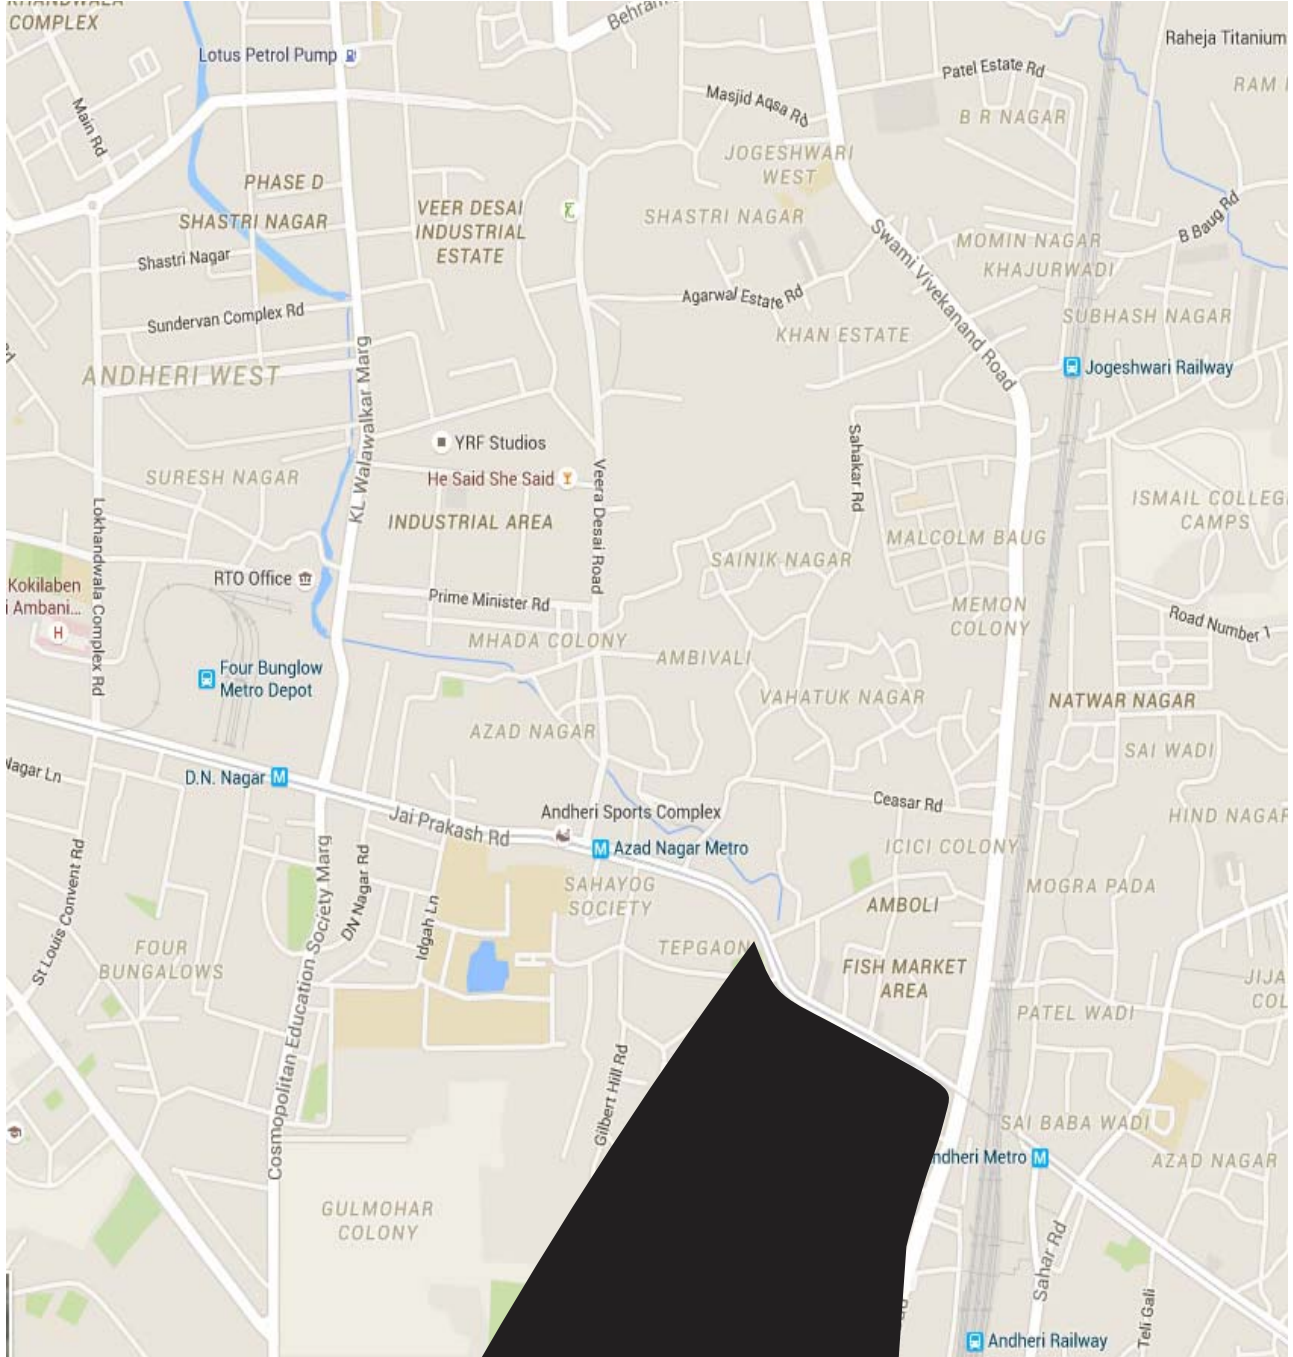 KHANDWALA
COMPLEX
Behram
Lotus Petrol Pump
Raheja Titanium
Patel Estate Rd
RAM
Main Rd
Masjid Aqsa Rd
B R NAGAR
JOGESHWARI
WEST
PHASE D
SHASTRI NAGAR
VEER DESAI
INDUSTRIAL
ESTATE
SHASTRI NAGAR
B Baug Rd
Swami Vivekanand Road
MOMIN NAGAR
KHAJURWADI
Shastri Nagar
Agarwal Estate Rd
Sundervan Complex Rd
KHAN ESTATE
SUBHASH NAGAR
ANDHERI WEST
KL Walawalkar Marg
Jogeshwari Railway
YRF Studios
He Said She Said
Veera Desai Road
Sahakar Rd
SURESH NAGAR
INDUSTRIAL AREA
ISMAIL COLLEG
CAMPS
Lokhandwala Complex Rd
MALCOLM BAUG
SAINIK NAGAR
RTO Office
Kokilaben
i Ambani...
H
Prime Minister Rd
MEMON
COLONY
Road Number 1
MHADA COLONY
AMBIVALI
Four Bunglow
Metro Depot
VAHATUK NAGAR
NATWAR NAGAR
AZAD NAGAR
SAI WADI
Nagar Ln
D.N. Nagar M
Ceasar Rd
Jai Prakash Rd
Andheri Sports Complex
HIND NAGAR
M Azad Nagar Metro
ICICI COLONY
St Louis Convent Rd
Cosmopolitan Education Society Marg
DN Nagar Rd
Idgah Ln
SAHAYOG
SOCIETY
MOGRA PADA
AMBOLI
FOUR
BUNGALOWS
TEPGAON
FISH MARKET
AREA
JIJA
COL
PATEL WADI
Gilbert Hill Rd
SAI BABA WADI
ndheri Metro M
AZAD NAGAR
GULMOHAR
COLONY
Sahar Rd
Teli Gali
Andheri Railway